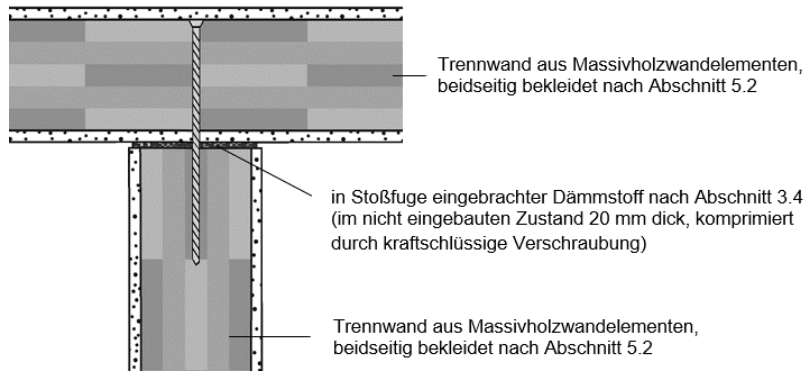 Trennwand aus Massivholzwandelementen,
beidseitig bekleidet nach Abschnitt 5.2
in Stoßfuge eingebrachter Dämmstoff nach Abschnitt 3.4
(im nicht eingebauten Zustand 20 mm dick, komprimiert
durch kraftschlüssige Verschraubung)
Trennwand aus Massivholzwandelementen,
beidseitig bekleidet nach Abschnitt 5.2